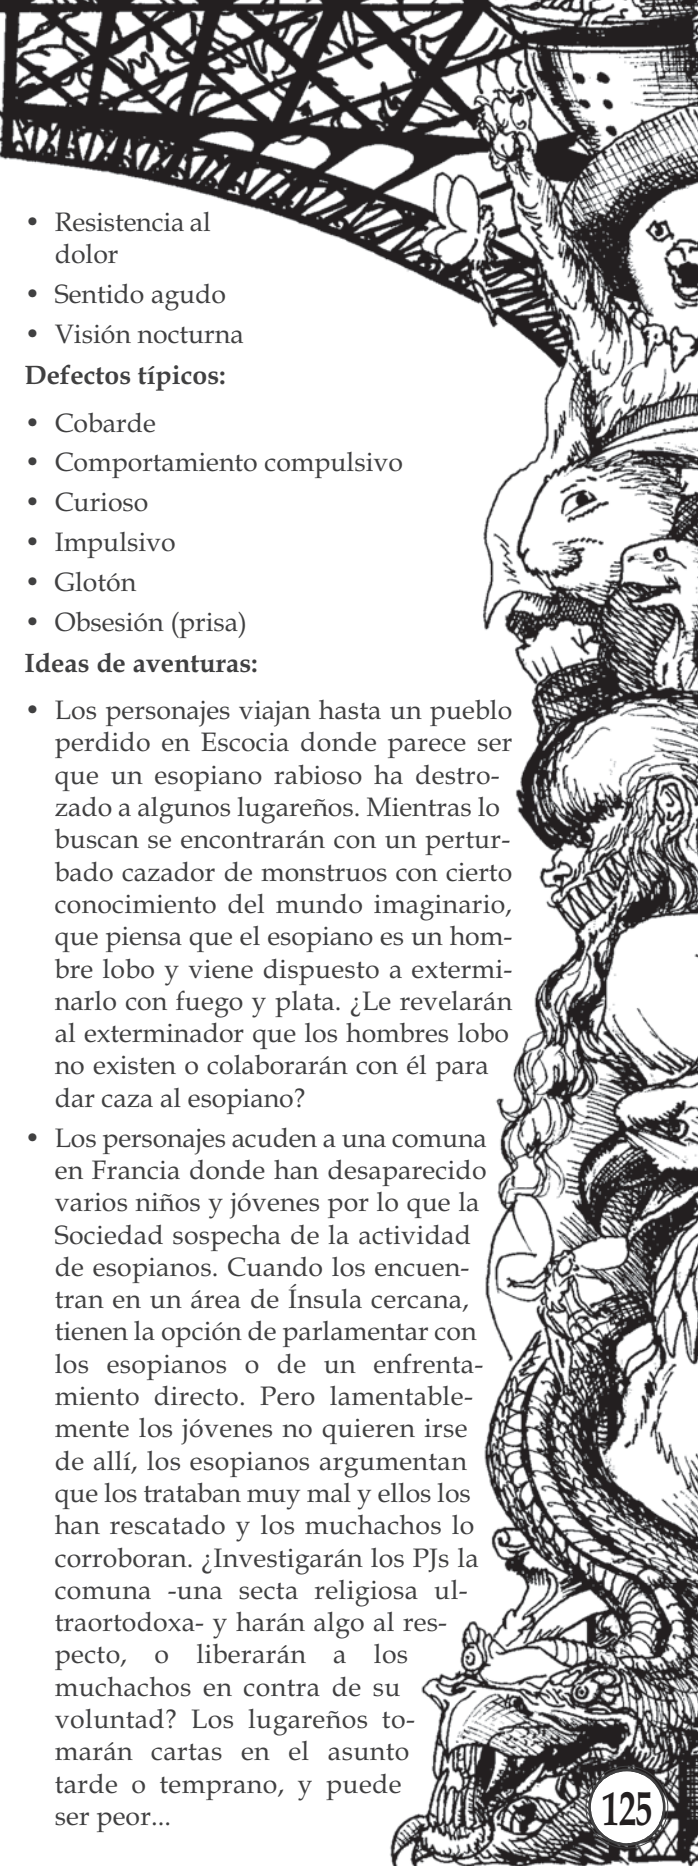 • Resistencia al
dolor
• Sentido agudo
• Visión nocturna
Defectos típicos:
• Cobarde
• Comportamiento compulsivo
• Curioso
• Impulsivo
• Glotón
• Obsesión (prisa)
Ideas de aventuras:
• Los personajes viajan hasta un pueblo
perdido en Escocia donde parece ser
que un esopiano rabioso ha destro-
zado a algunos lugareños. Mientras lo
buscan se encontrarán con un pertur-
bado cazador de monstruos con cierto
conocimiento del mundo imaginario,
que piensa que el esopiano es un hom-
bre lobo y viene dispuesto a extermi-
narlo con fuego y plata. ¿Le revelarán
al exterminador que los hombres lobo
no existen o colaborarán con él para
dar caza al esopiano?
• Los personajes acuden a una comuna
en Francia donde han desaparecido
varios niños y jóvenes por lo que la
Sociedad sospecha de la actividad
de esopianos. Cuando los encuen-
tran en un área de Ínsula cercana,
tienen la opción de parlamentar con
los esopianos o de un enfrenta-
miento directo. Pero lamentable-
mente los jóvenes no quieren irse
de allí, los esopianos argumentan
que los trataban muy mal y ellos los
han rescatado y los muchachos lo
corroboran. ¿Investigarán los PJs la
comuna -una secta religiosa ul-
traortodoxa- y harán algo al res-
pecto, o liberarán a los
muchachos en contra de su
voluntad? Los lugareños to-
marán cartas en el asunto
tarde o temprano, y puede
ser peor...
125